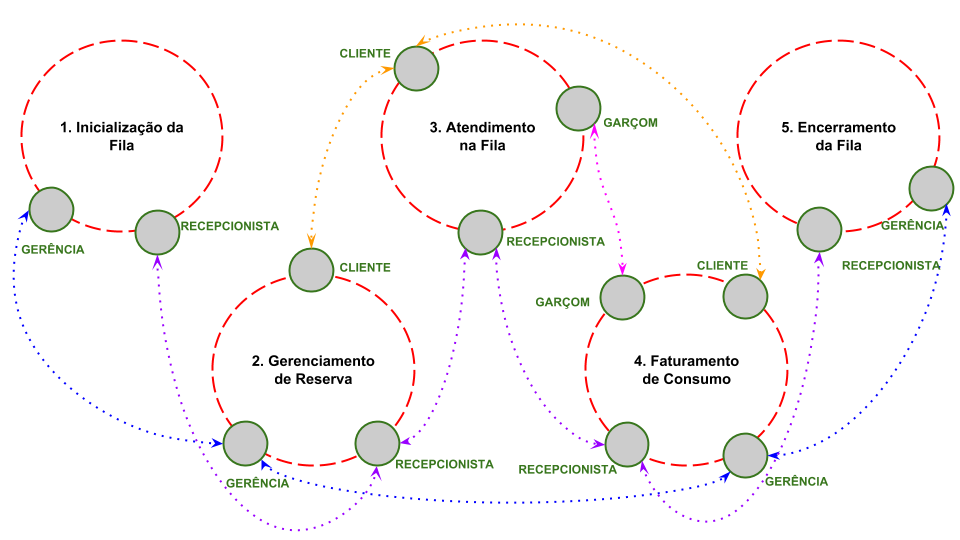 1. Inicialização da
Fila
GERÊNCIA
RECEPCIONISTA
CLIENTE
2. Gerenciamento
de Reserva
GERÊNCIA
RECEPCIONISTA
CLIENTE
3. Atendimento
na Fila
GARÇOM
RECEPCIONISTA
GARÇOM
CLIENTE
4. Faturamento
de Consumo
RECEPCIONISTA
GERÊNCIA
5. Encerramento
da Fila
GERÊNCIA
RECEPCIONISTA